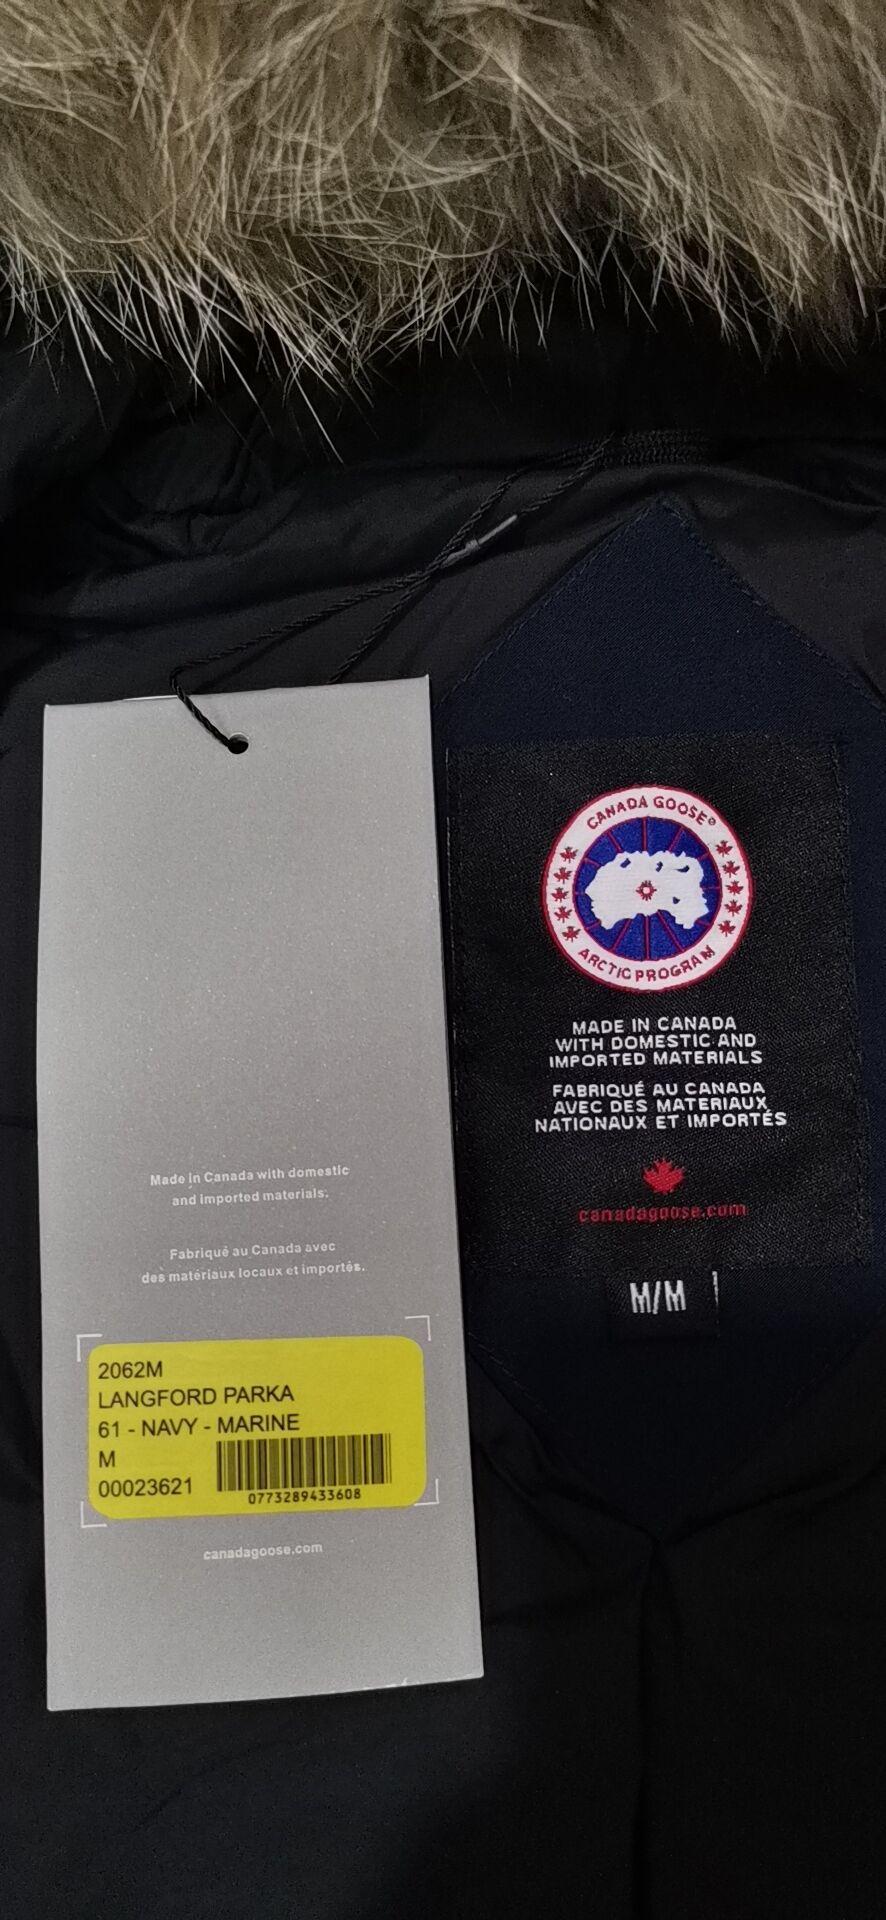 Made in Canada with domestic
and imported materials.
Fabriqué au Canada avec
des matériaux locaux et importés.
2062M
LANGFORD PARKA
61 - NAVY - MARINE
M
00023621
0773289433608
canadagoose.com
CANADA GOOSE®
ARCTIC PROGRAM
MADE IN CANADA
WITH DOMESTIC AND
IMPORTED MATERIALS
FABRIQUÉ AU CANADA
AVEC DES MATERIAUX
NATIONAUX ET IMPORTÉS
canadagoose.com
M/M